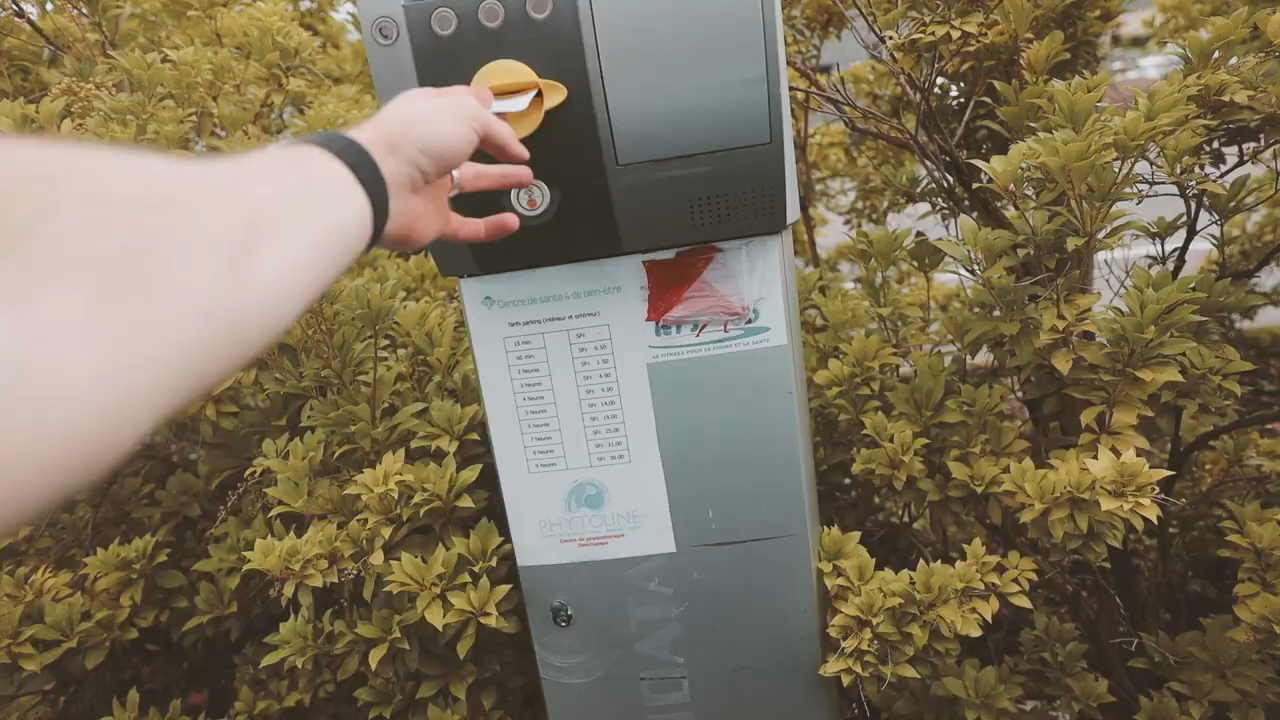 Centre de santé & de bien-être
Tarifs parking (intérieur et extérieur)
15 min SFr. -
60 min SFr. 0.50
2 heures SFr. 1.50
3 heures SFr. 4.00
4 heures SFr. 9.00
5 heures SFr. 14.00
6 heures SFr. 19.00
7 heures SFr. 25.00
8 heures SFr. 31.00
9 heures SFr. 38.00
PHYTOLINE
Centre de physiothérapie
Deschamps
LE FITNESS POUR LA FORME ET LA SANTÉ